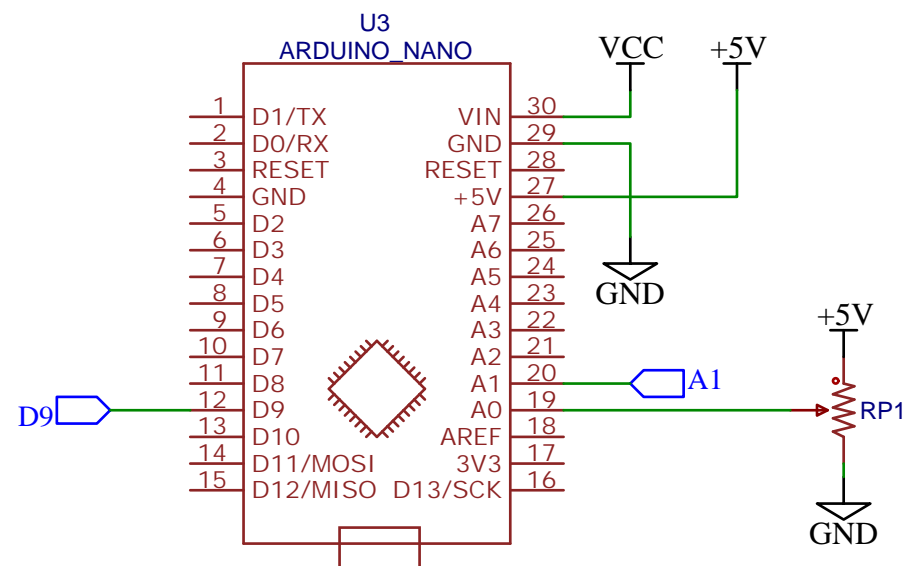 U3
ARDUINO_NANO
VCC
+5V
1 D1/TX VIN 30
2 D0/RX GND 29
3 RESET RESET 28
4 GND +5V 27
5 D2 A7 26
6 D3 A6 25
7 D4 A5 24
8 D5 A4 23
9 D6 A3 22
10 D7 A2 21
11 D8 A1 20
12 D9 A0 19
13 D10 AREF 18
14 D11/MOSI 3V3 17
15 D12/MISO D13/SCK 16
GND
+5V
A1
D9
RP1
GND